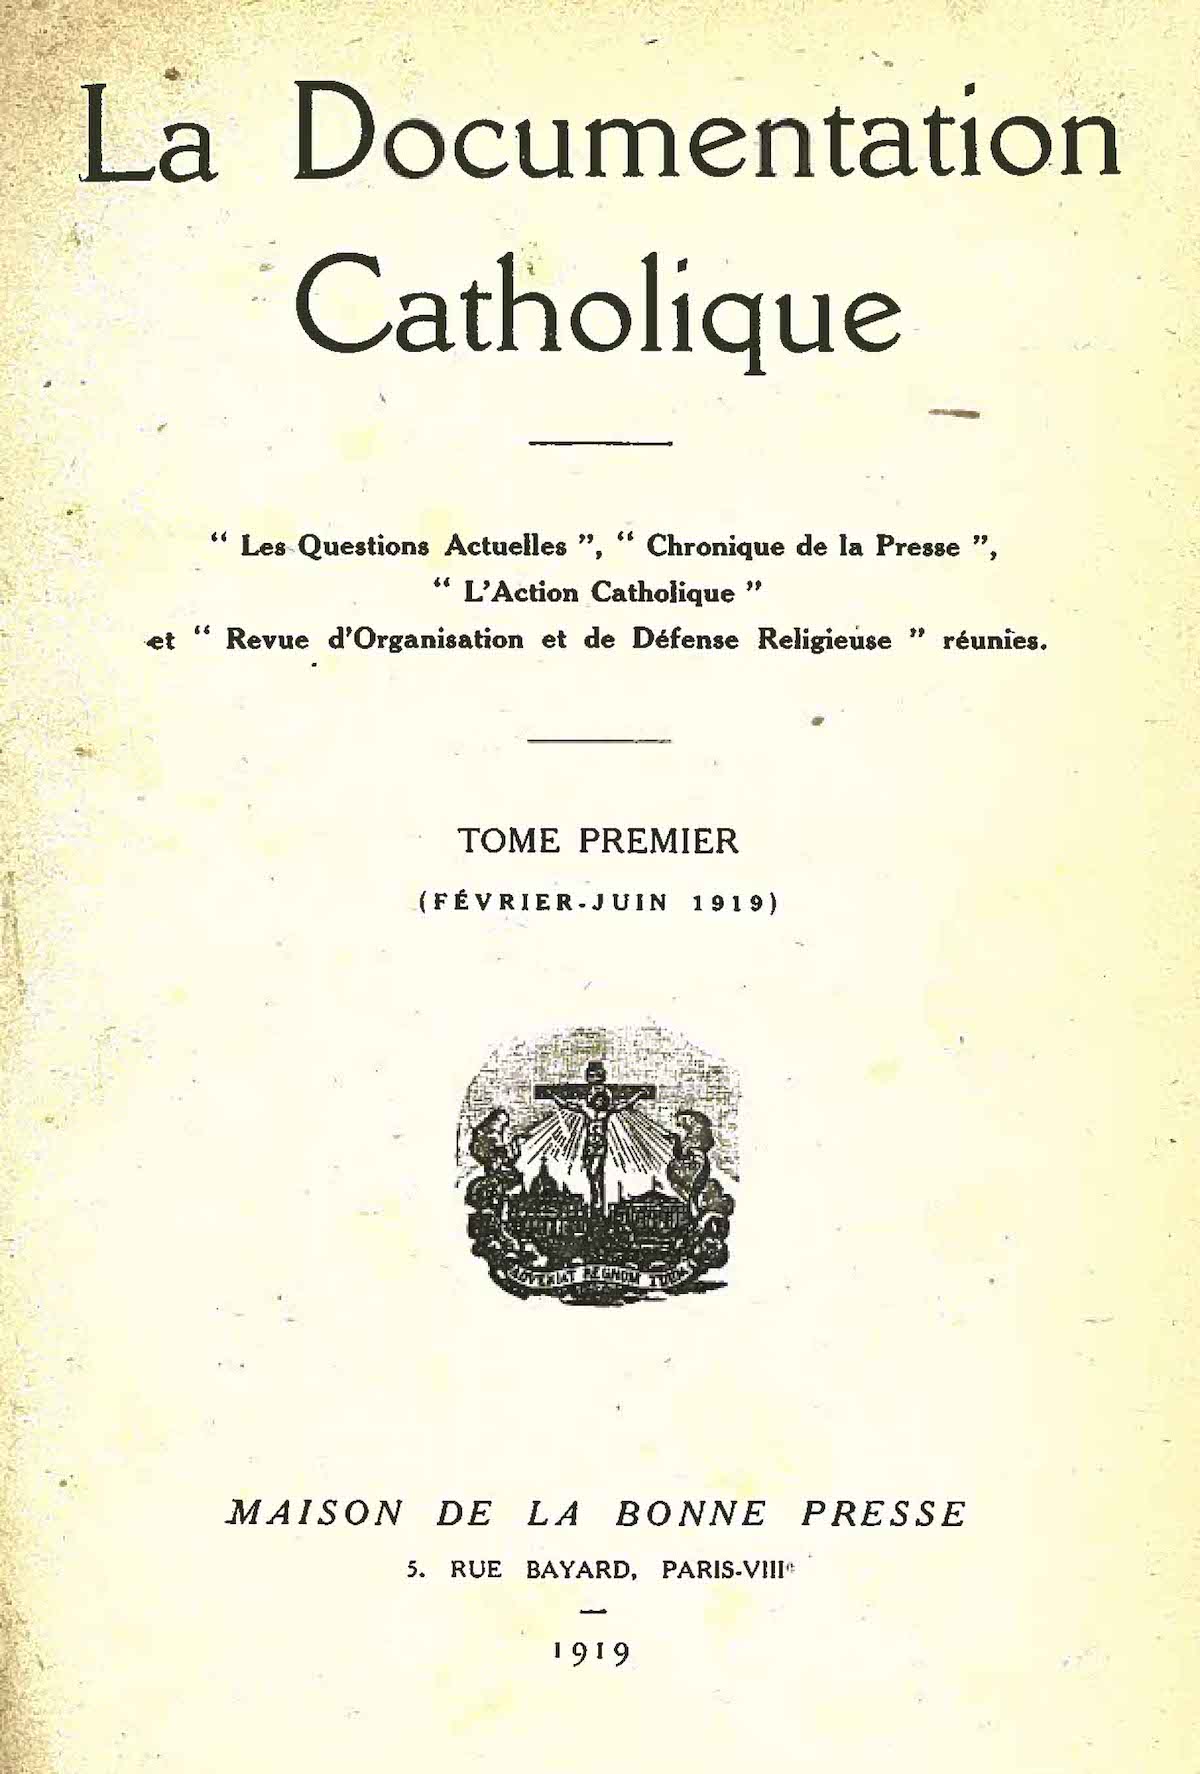 La Documentation
Catholique
“ Les Questions Actuelles ”, “ Chronique de la Presse ”,
“ L'Action Catholique ”
et “ Revue d'Organisation et de Défense Religieuse ” réunies.
TOME PREMIER
(FÉVRIER-JUIN 1919)
ADVENIAT REGNUM TUUM
MAISON DE LA BONNE PRESSE
5. RUE BAYARD, PARIS-VIIIe
1919